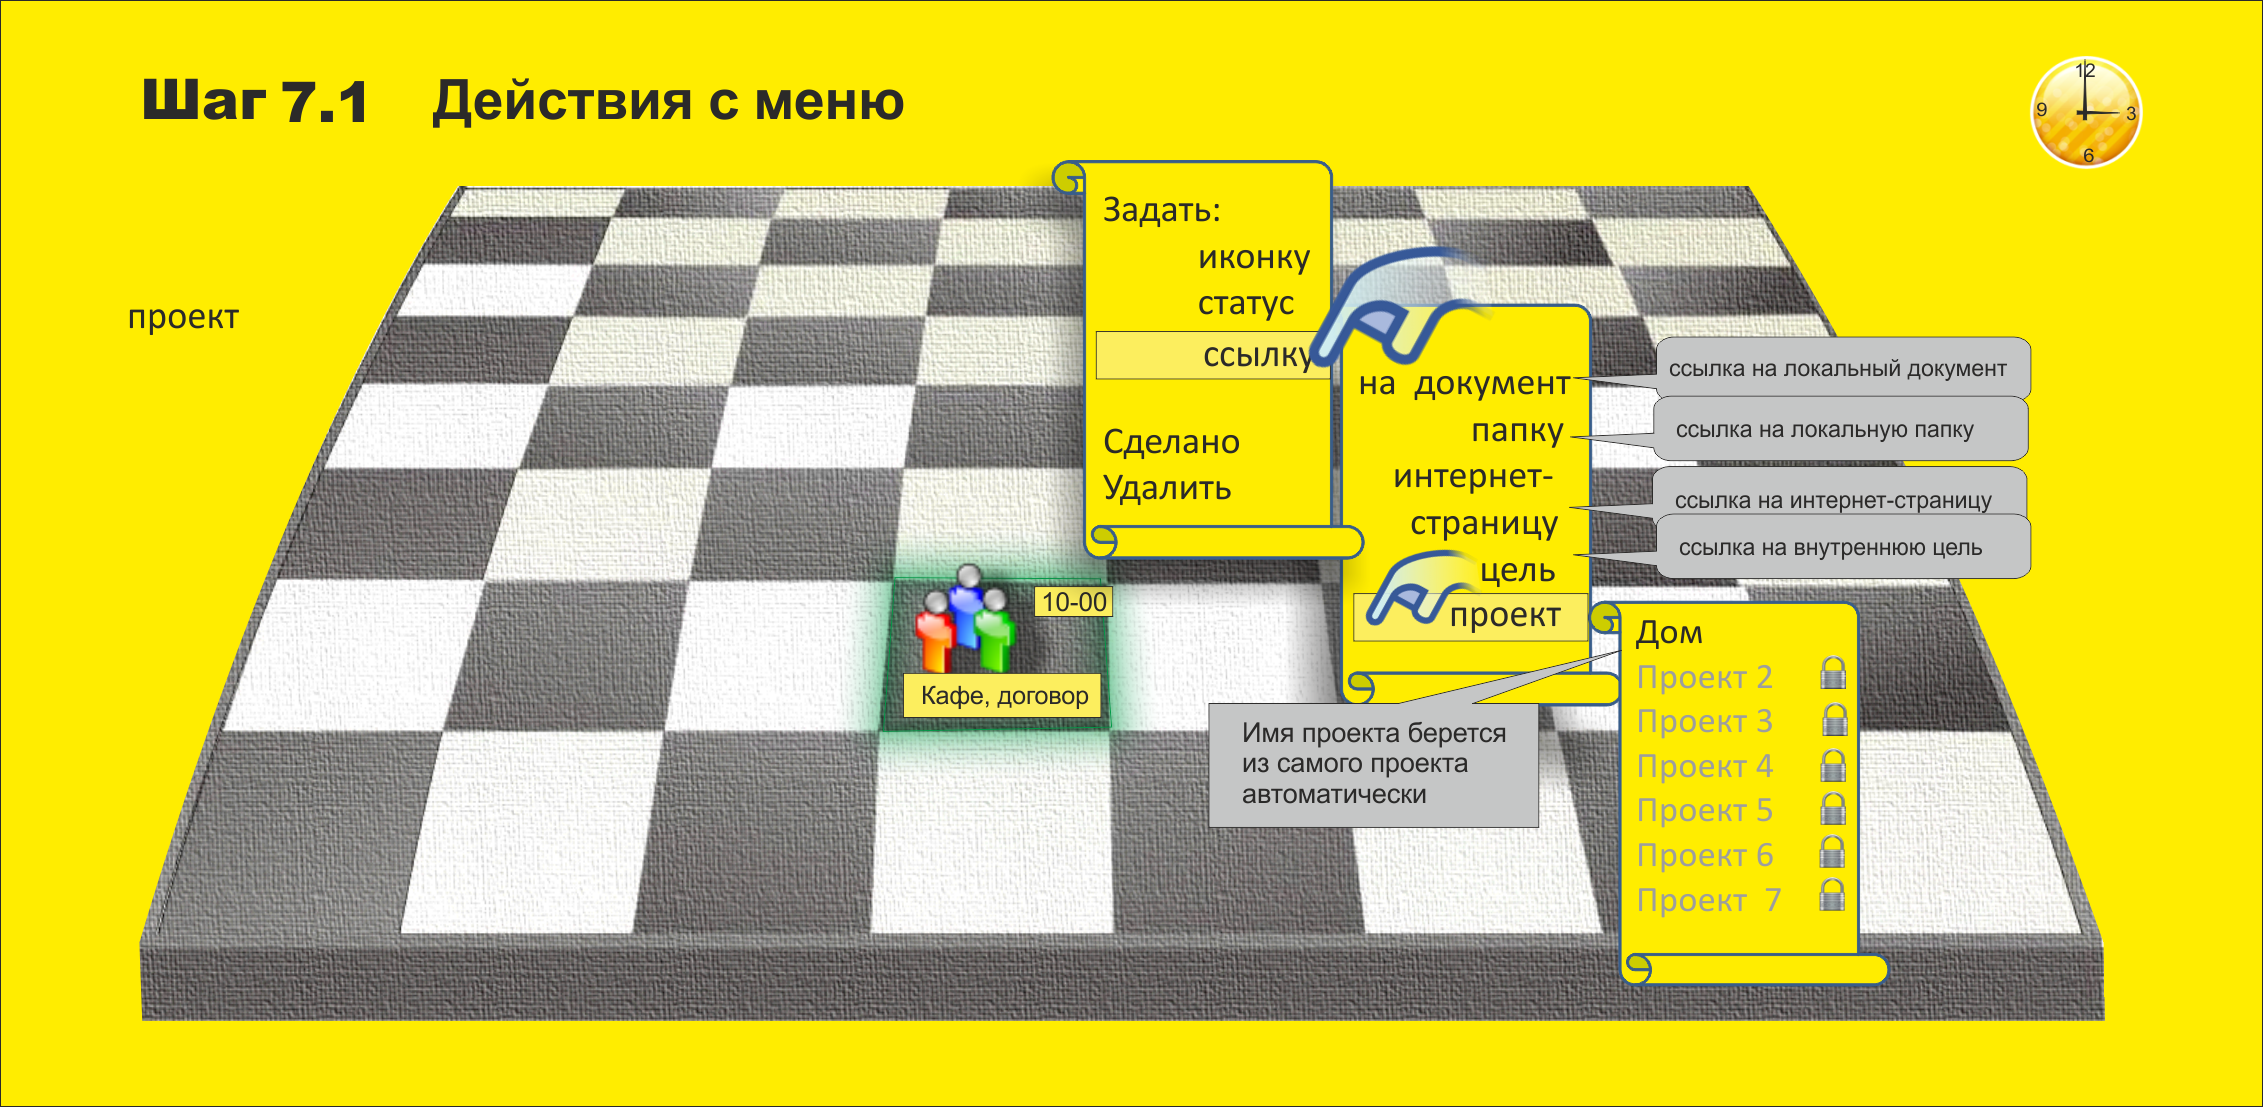 Шаг 7.1 Действия с меню
12
9
3
6
проект
Задать:
иконку
статус
ссылку
Сделано
Удалить
на документ
папку
интернет-
страницу
цель
проект
ссылка на локальный документ
ссылка на локальную папку
ссылка на интернет-страницу
ссылка на внутреннюю цель
10-00
Кафе, договор
Имя проекта берется
из самого проекта
автоматически
Дом
Проект 2
Проект 3
Проект 4
Проект 5
Проект 6
Проект 7